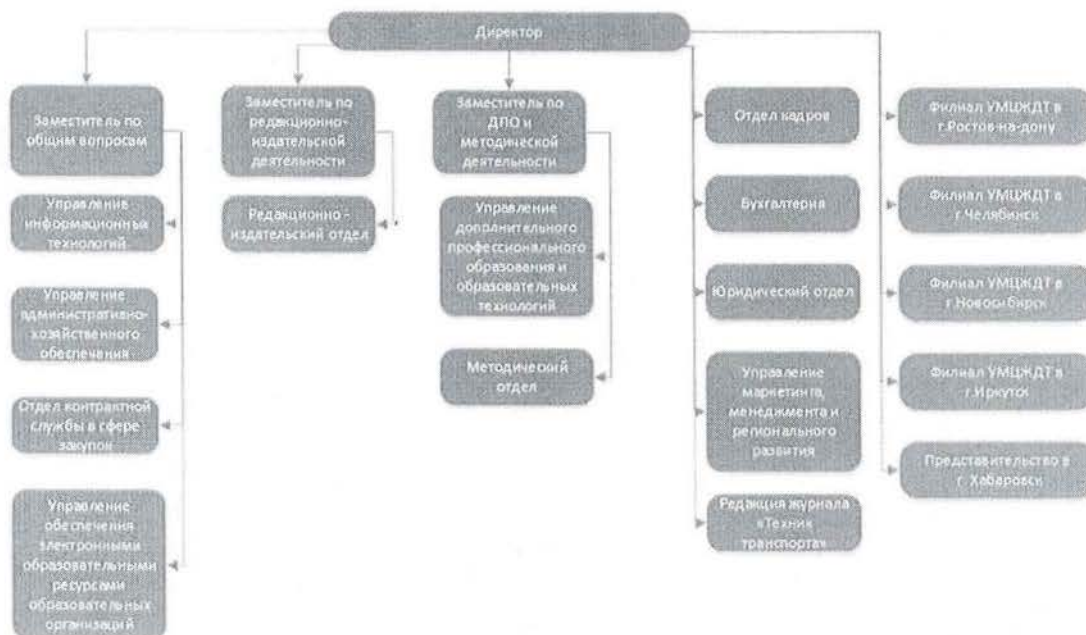 Директор
Заместитель по
общим вопросам
Управление
информационных
технологий
Управление
административно-
хозяйственного
обеспечения
Отдел контрактной
службы в сфере
закупок
Управление
обеспечения
электронными
образовательными
ресурсами
образовательных
организаций
Заместитель по
редакционно-
издательской
деятельности
Редакционно -
издательский отдел
Заместитель по
ДПО и
методической
деятельности
Управление
дополнительного
профессионального
образования и
образовательных
технологий
Методический
отдел
Отдел кадров
Бухгалтерия
Юридический отдел
Управление
маркетинга,
менеджмента и
регионального
развития
Редакция журнала
«Техник
транспорта»
Филиал УМЦЖДТ в
г.Ростов-на-дону
Филиал УМЦЖДТ в
г.Челябинск
Филиал УМЦЖДТ в
г.Новосибирск
Филиал УМЦЖДТ в
г.Иркутск
Представительство в
г. Хабаровск